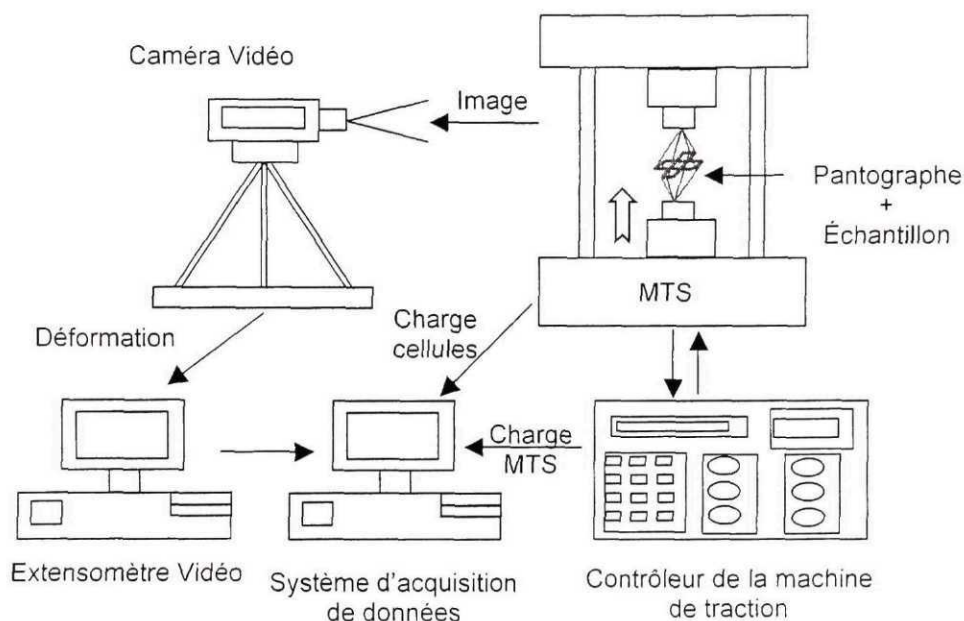 Caméra Vidéo
Image
Pantographe
+
Échantillon
MTS
Déformation
Charge
cellules
Charge
MTS
Extensomètre Vidéo
Système d'acquisition
de données
Contrôleur de la machine
de traction